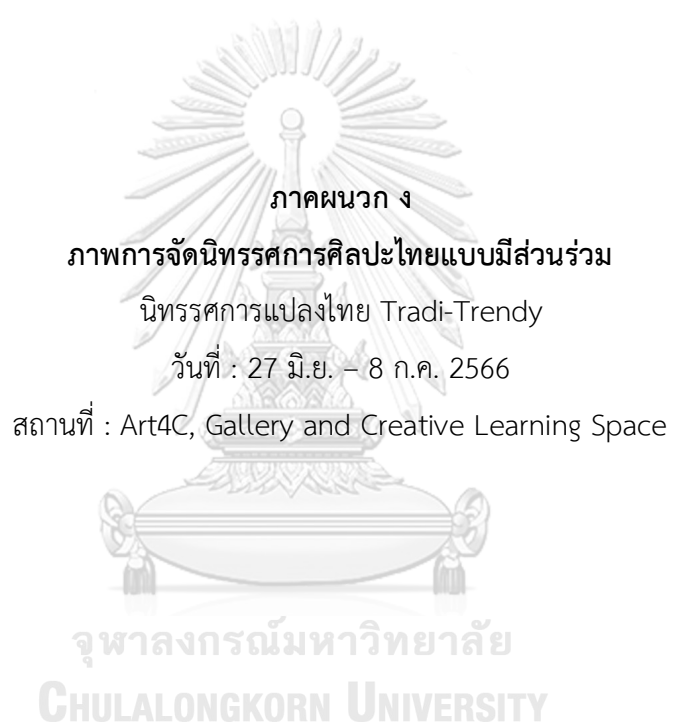 ภาคผนวก ง
ภาพการจัดนิทรรศการศิลปะไทยแบบมีส่วนร่วม
นิทรรศการแปลงไทย Tradi-Trendy
วันที่ : 27 มิ.ย. – 8 ก.ค. 2566
สถานที่ : Art4C, Gallery and Creative Learning Space
จุฬาลงกรณ์มหาวิทยาลัย
CHULALONGKORN UNIVERSITY